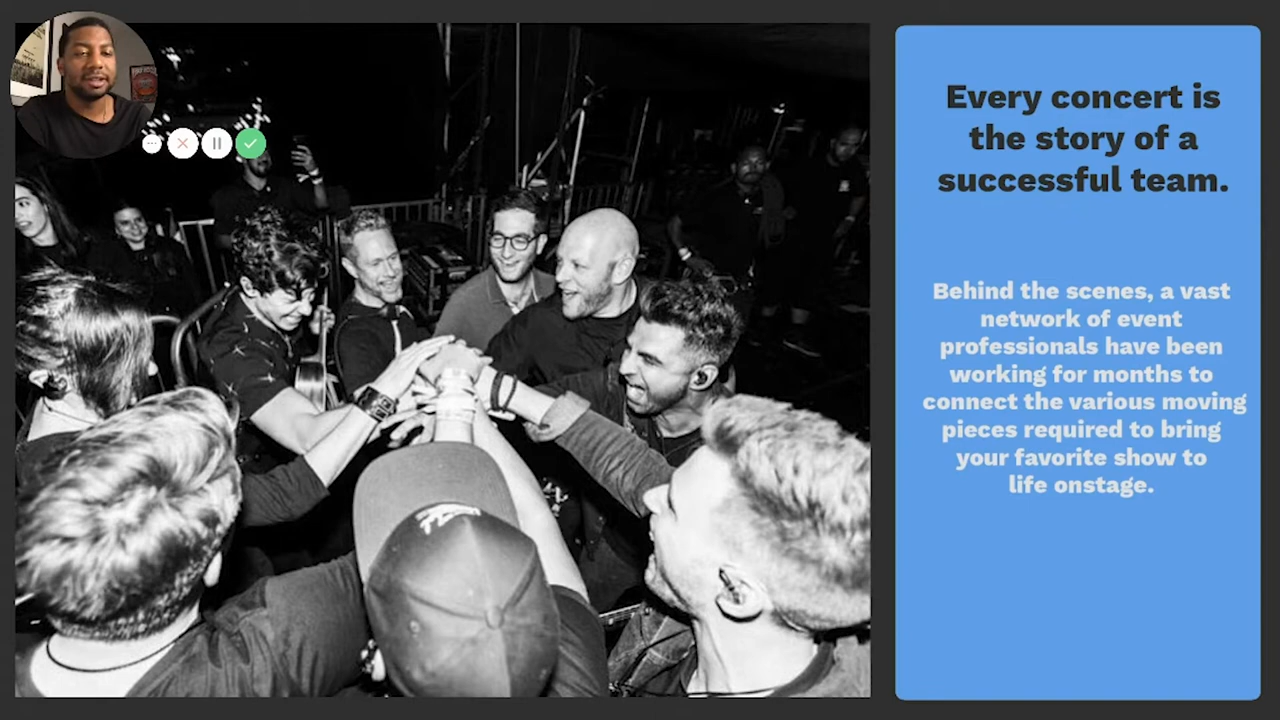 Every concert is
the story of a
successful team.
Behind the scenes, a vast
network of event
professionals have been
working for months to
connect the various moving
pieces required to bring
your favorite show to
life onstage.